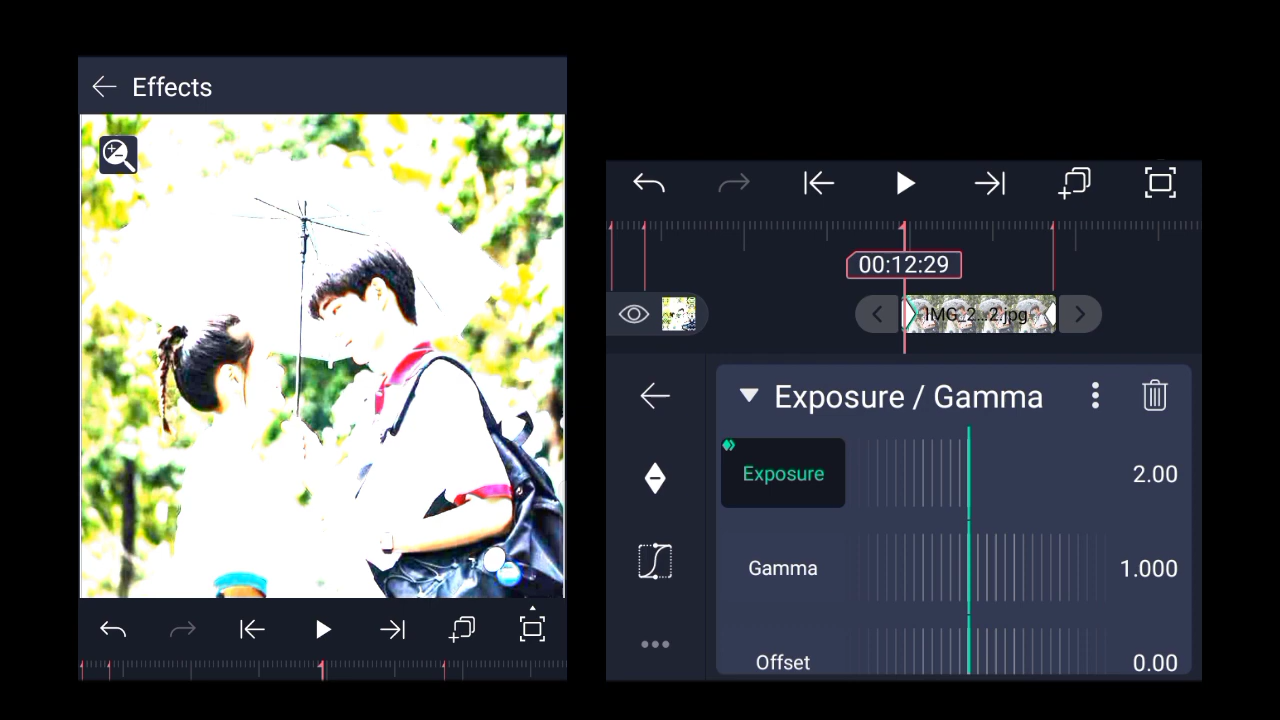 Effects
00:12:29
IMG_2...2.jpg
Exposure / Gamma
Exposure 2.00
Gamma 1.000
Offset 0.00